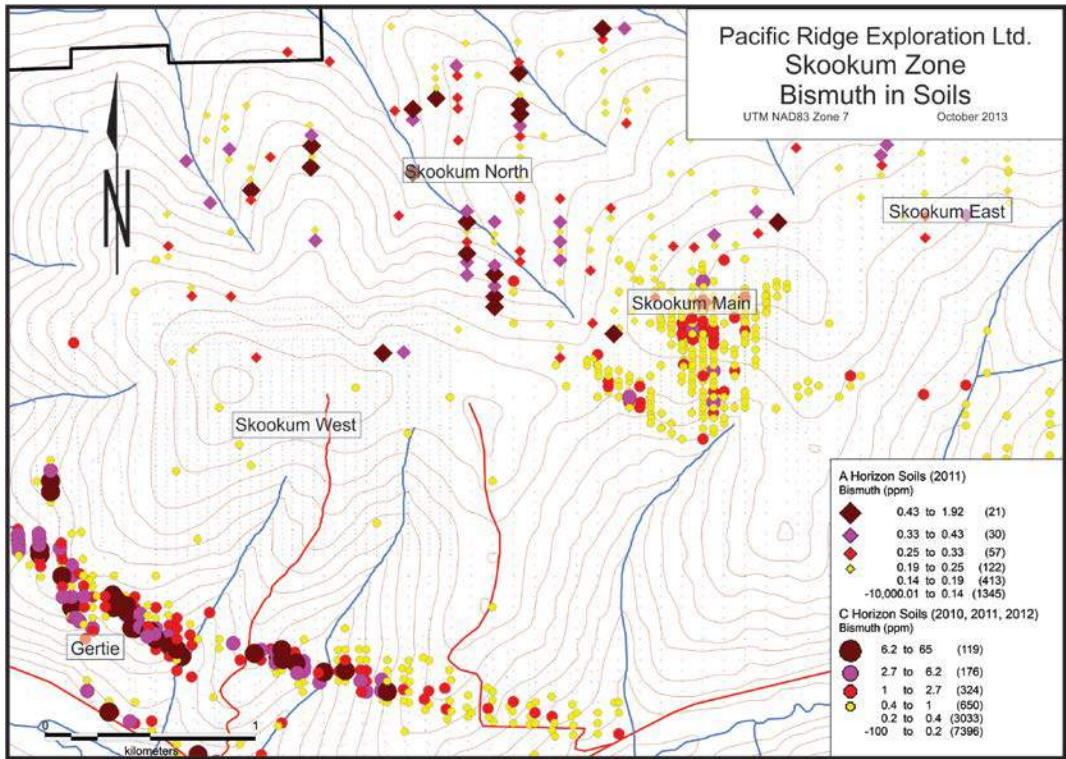 Pacific Ridge Exploration Ltd.
Skookum Zone
Bismuth in Soils
UTM NAD83 Zone 7 October 2013
N
Skookum North
Skookum East
Skookum Main
Skookum West
Gertie
0 1
kilometers
A Horizon Soils (2011)
Bismuth (ppm)
0.43 to 1.92 (21)
0.33 to 0.43 (30)
0.25 to 0.33 (57)
0.19 to 0.25 (122)
0.14 to 0.19 (413)
-10,000.01 to 0.14 (1345)
C Horizon Soils (2010, 2011, 2012)
Bismuth (ppm)
6.2 to 65 (119)
2.7 to 6.2 (176)
1 to 2.7 (324)
0.4 to 1 (650)
0.2 to 0.4 (3033)
-100 to 0.2 (7396)